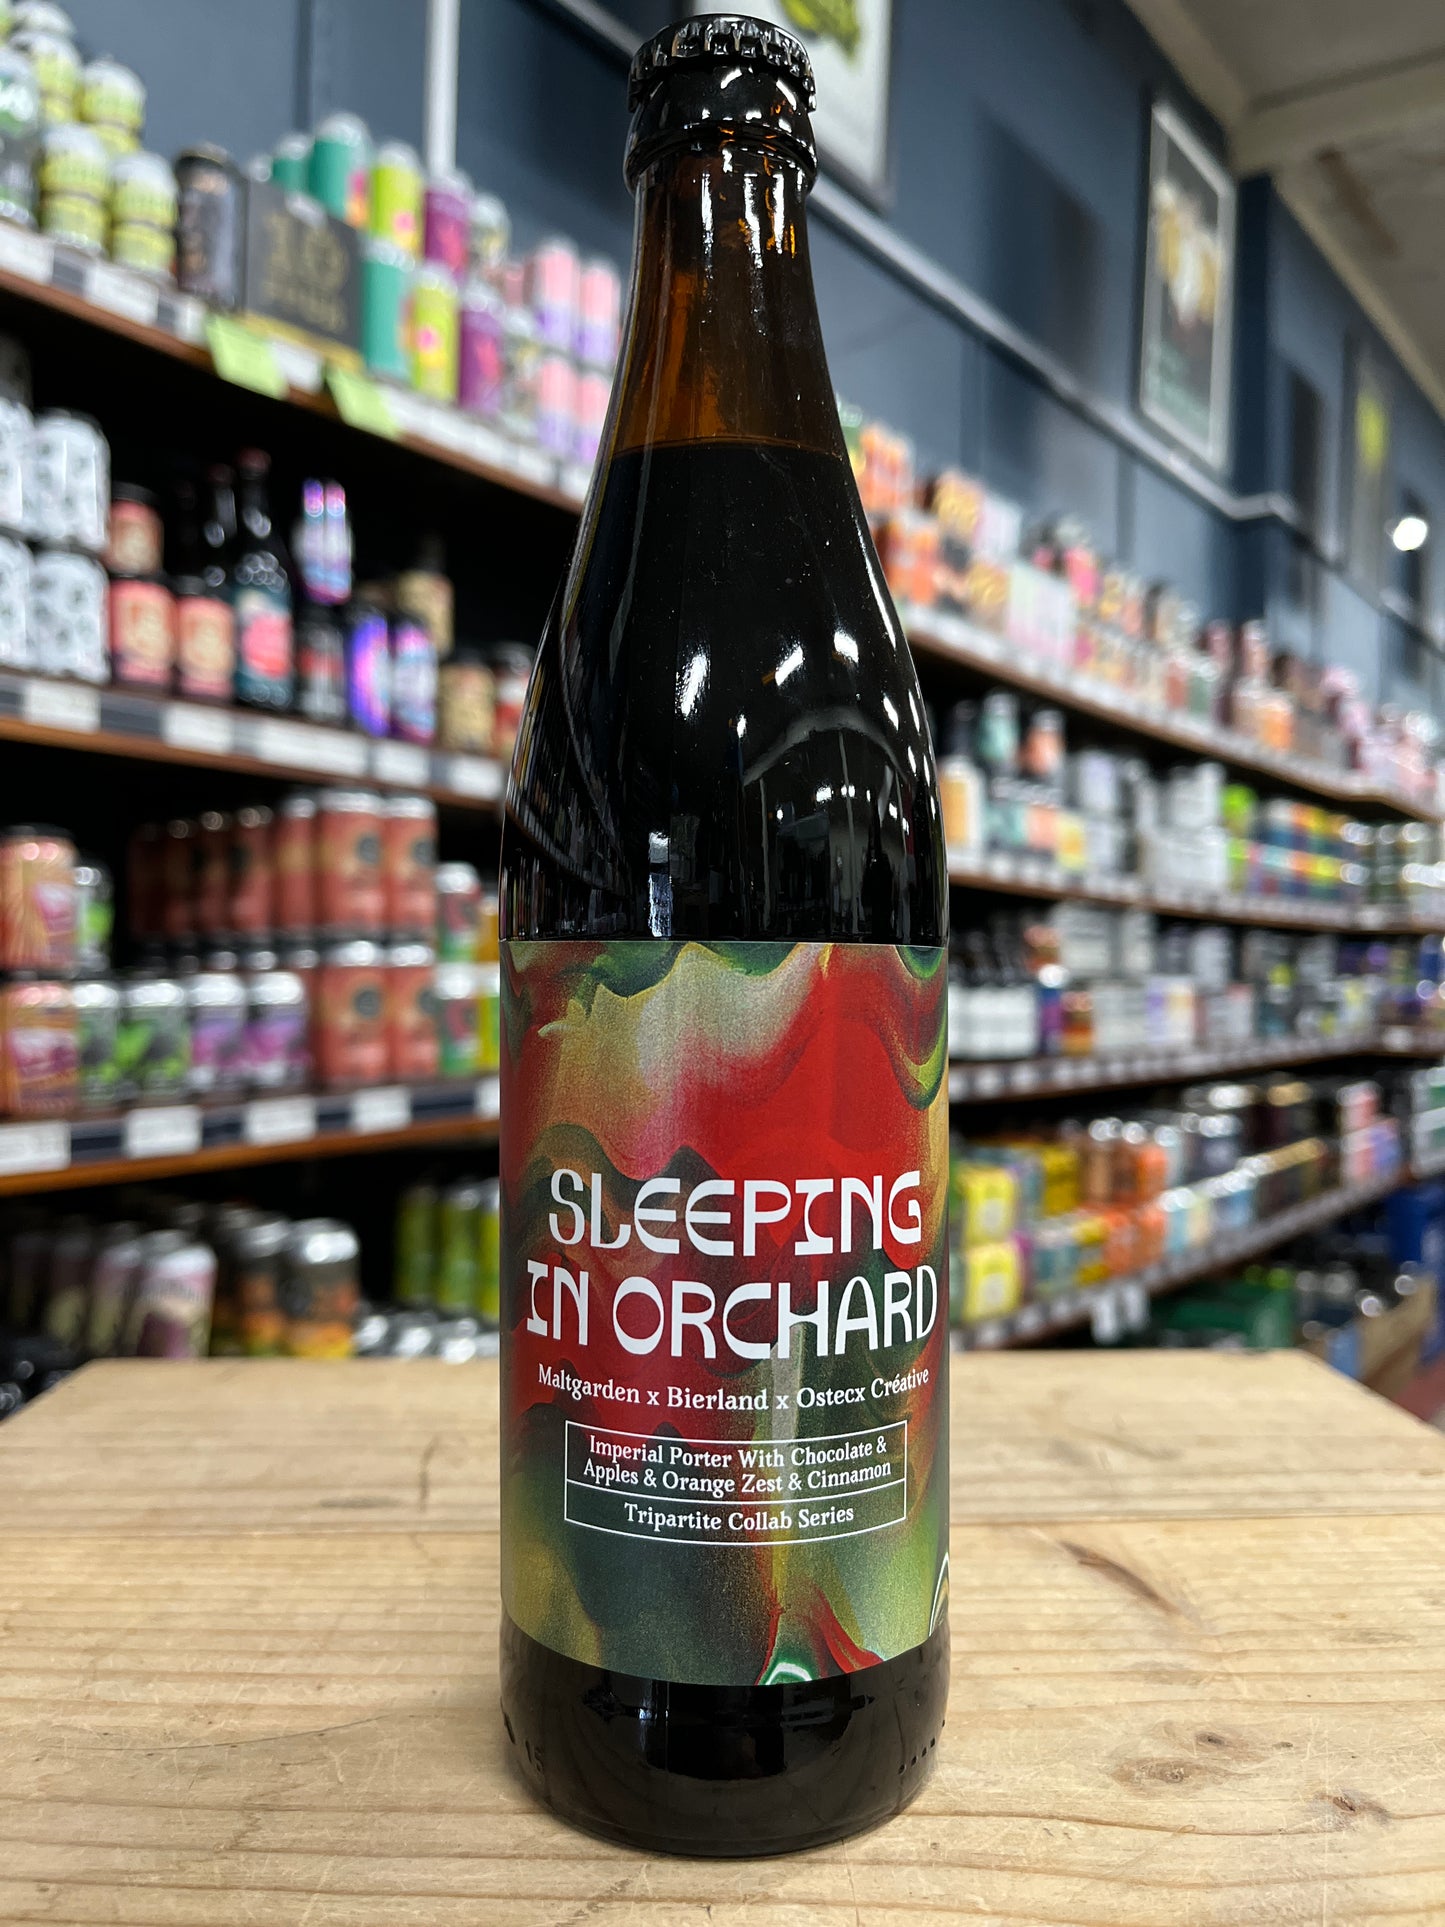 SLEEPING
IN ORCHARD
Maltgarden x Bierland x Ostecx Créative
Imperial Porter With Chocolate &
Apples & Orange Zest & Cinnamon
Tripartite Collab Series